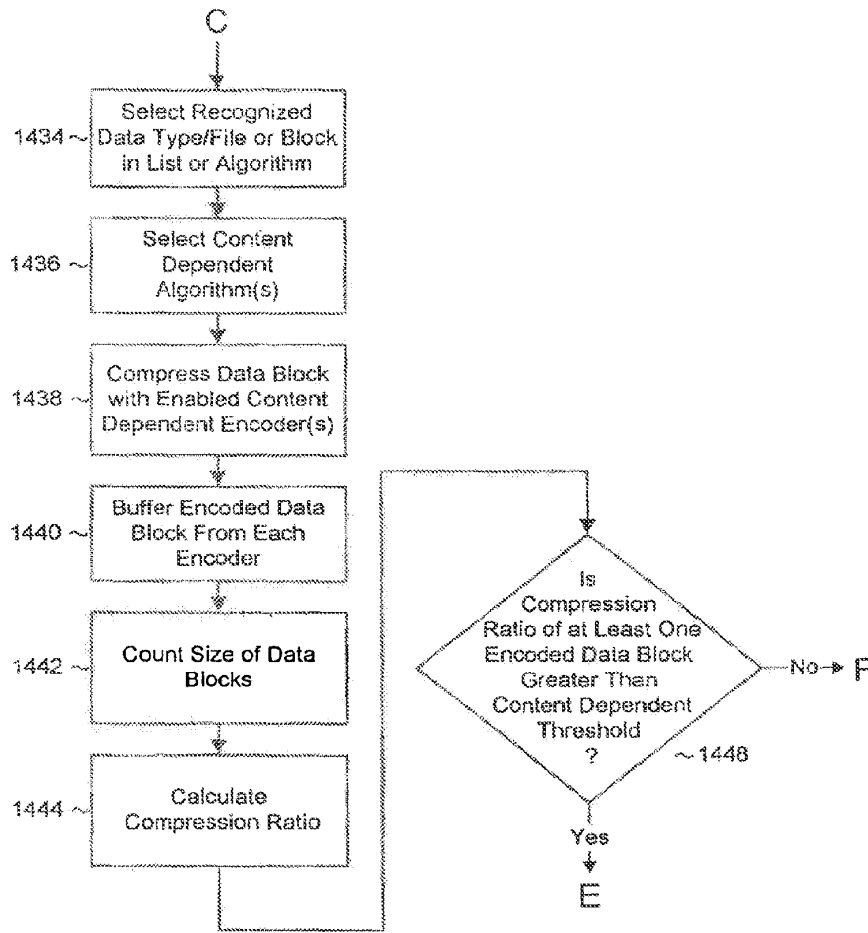 C
1434
Select Recognized
Data Type/File or Block
in List or Algorithm
1436
Select Content
Dependent
Algorithm(s)
1438
Compress Data Block
with Enabled Content
Dependent Encoder(s)
1440
Buffer Encoded Data
Block From Each
Encoder
1442
Count Size of Data
Blocks
1444
Calculate
Compression Ratio
Is
Compression
Ratio of at Least One
Encoded Data Block
Greater Than
Content Dependent
Threshold
?
1448
No
F
Yes
E